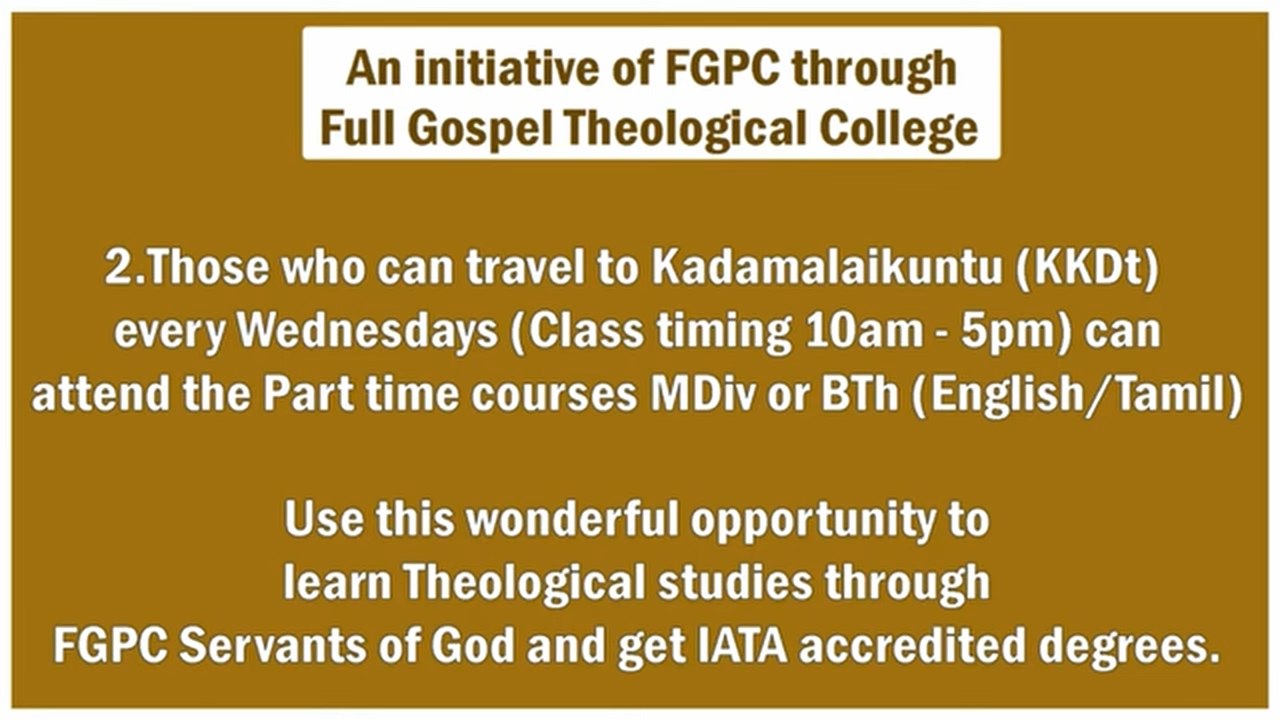 An initiative of FGPC through
Full Gospel Theological College
2.Those who can travel to Kadamalaikuntu (KKDt)
every Wednesdays (Class timing 10am - 5pm) can
attend the Part time courses MDiv or BTh (English/Tamil)
Use this wonderful opportunity to
learn Theological studies through
FGPC Servants of God and get IATA accredited degrees.